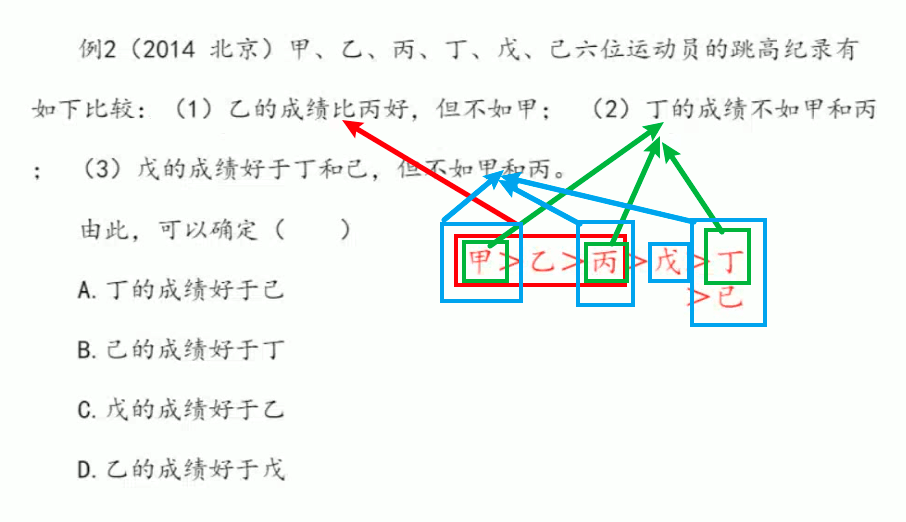 例2（2014 北京）甲、乙、丙、丁、戊、己六位运动员的跳高纪录有
如下比较：（1）乙的成绩比丙好，但不如甲； （2）丁的成绩不如甲和丙
；（3）戊的成绩好于丁和己，但不如甲和丙。
由此，可以确定（ ）
甲>乙>丙>戊>丁
>己
A.丁的成绩好于己
B.己的成绩好于丁
C.戊的成绩好于乙
D.乙的成绩好于戊